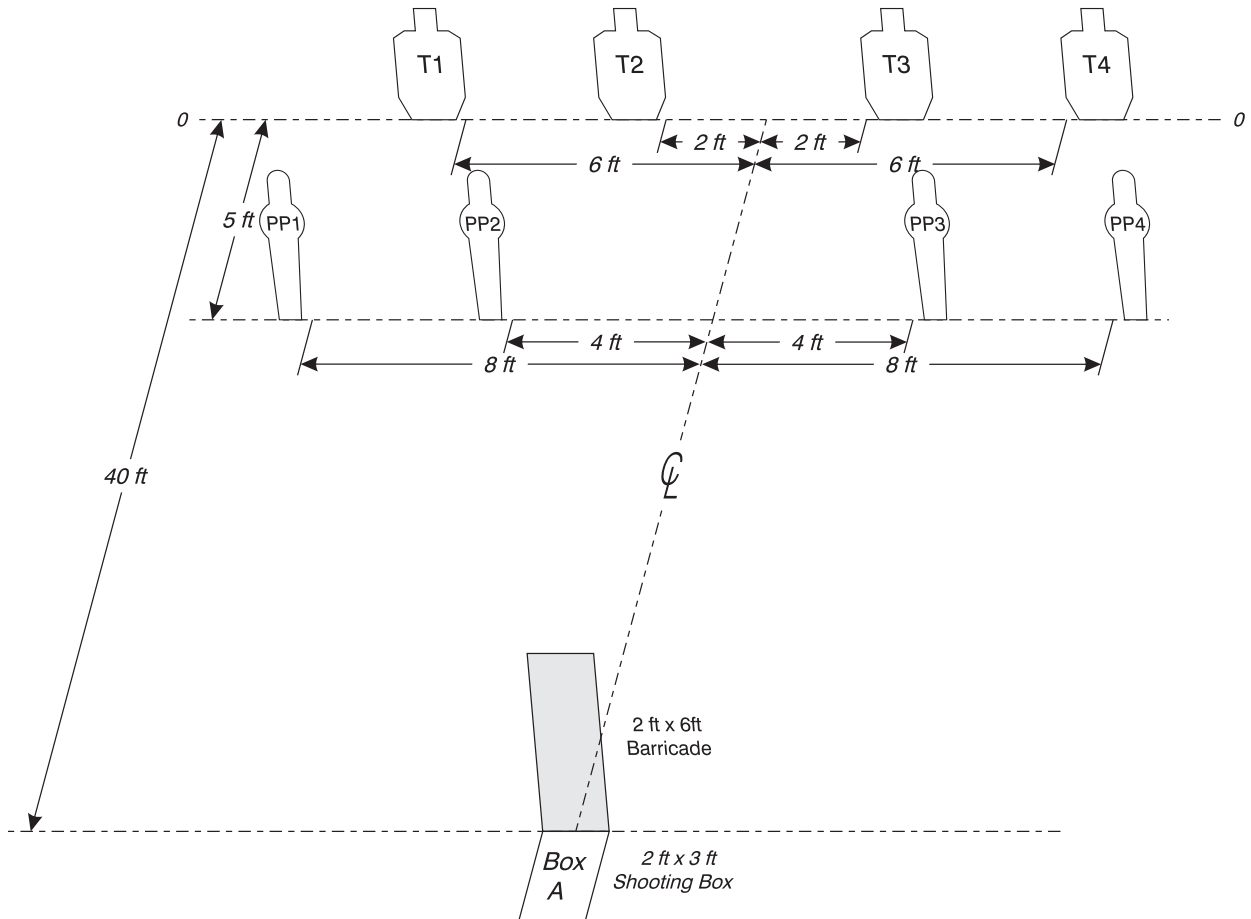 T1 T2 T3 T4
0 0
2 ft 2 ft
6 ft 6 ft
5 ft PP1 PP2 PP3 PP4
4 ft 4 ft
8 ft 8 ft
40 ft ℄
2 ft x 6ft
Barricade
Box
A
2 ft x 3 ft
Shooting Box